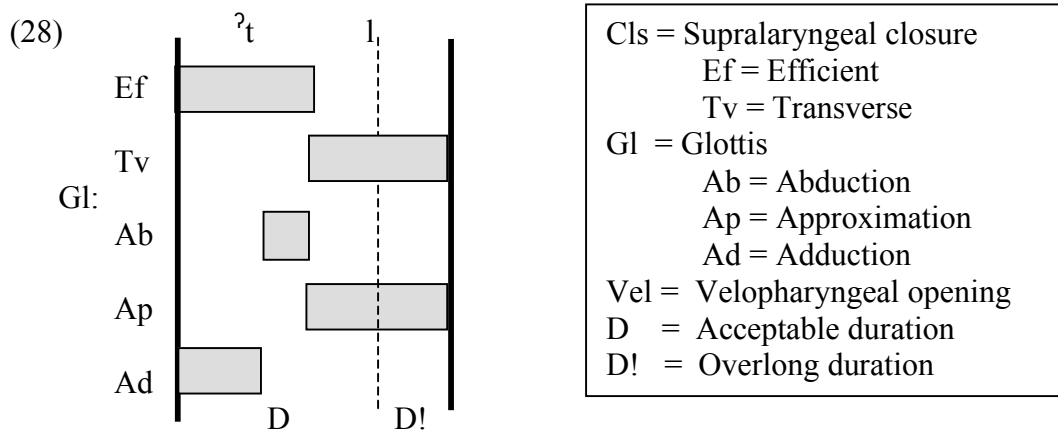 (28) ˀt l
Ef
Tv
Gl:
Ab
Ap
Ad
D D!
Cls = Supralaryngeal closure
Ef = Efficient
Tv = Transverse
Gl = Glottis
Ab = Abduction
Ap = Approximation
Ad = Adduction
Vel = Velopharyngeal opening
D = Acceptable duration
D! = Overlong duration